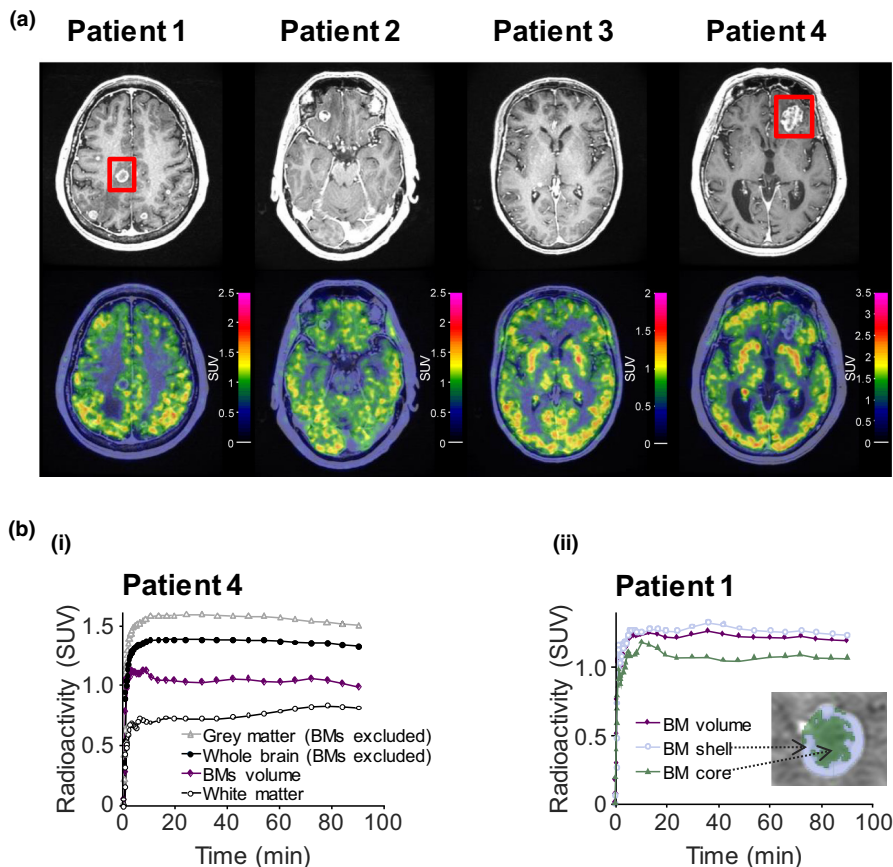 (a)
Patient 1 Patient 2 Patient 3 Patient 4
2.5 2.5 2 3.5
2 2 1.5 3
1.5 1.5 1 2.5
1 1 0.5 2
0.5 0.5 0 1.5
0 0 1
0.5
0
SUV SUV SUV SUV
(b)
(i)
Patient 4
Radioactivity (SUV)
1.5
1.0
0.5
0
Grey matter (BMs excluded)
Whole brain (BMs excluded)
BMs volume
White matter
0 20 40 60 80 100
Time (min)
(ii)
Patient 1
Radioactivity (SUV)
1.0
0.5
0
BM volume
BM shell
BM core
0 20 40 60 80 100
Time (min)